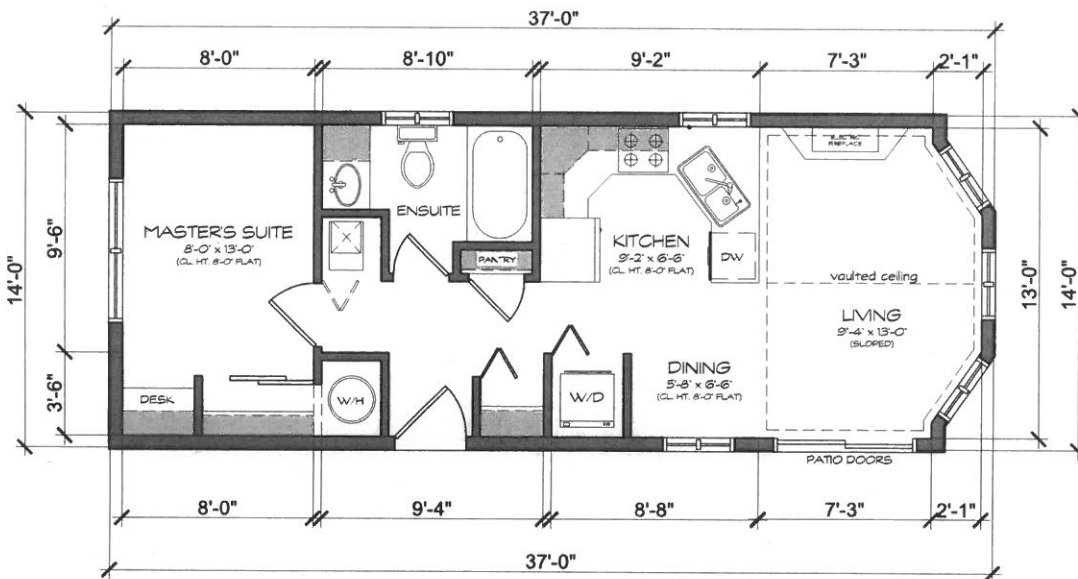 37'-0"
8'-0"
8'-10"
9'-2"
7'-3"
2'-1"
14'-0"
9'-6"
3'-6"
MASTER'S SUITE
8'-0" x 13'-0"
(CL. HT. 8'-0" FLAT)
DESK
ENSUITE
PANTRY
W/H
KITCHEN
9'-2" x 6'-6"
(CL. HT. 8'-0" FLAT)
DW
W/D
DINING
5'-8" x 6'-6"
(CL. HT. 8'-0" FLAT)
FIREPLACE
vaulted ceiling
LIVING
9'-4" x 13'-0"
(SLOPED)
PATIO DOORS
13'-0"
14'-0"
8'-0"
9'-4"
8'-8"
7'-3"
2'-1"
37'-0"